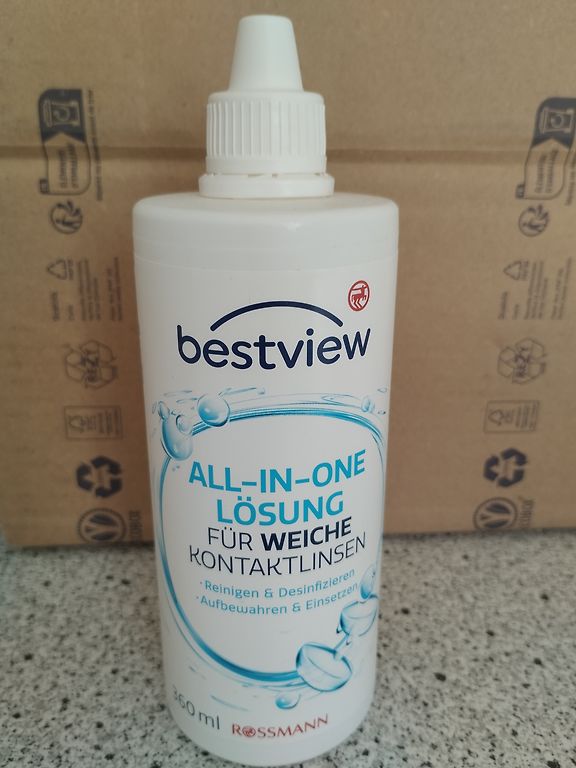 bestview
ALL-IN-ONE
LÖSUNG
FÜR WEICHE
KONTAKTLINSEN
· Reinigen & Desinfizieren
· Aufbewahren & Einsetzen
360 ml ROSSMANN